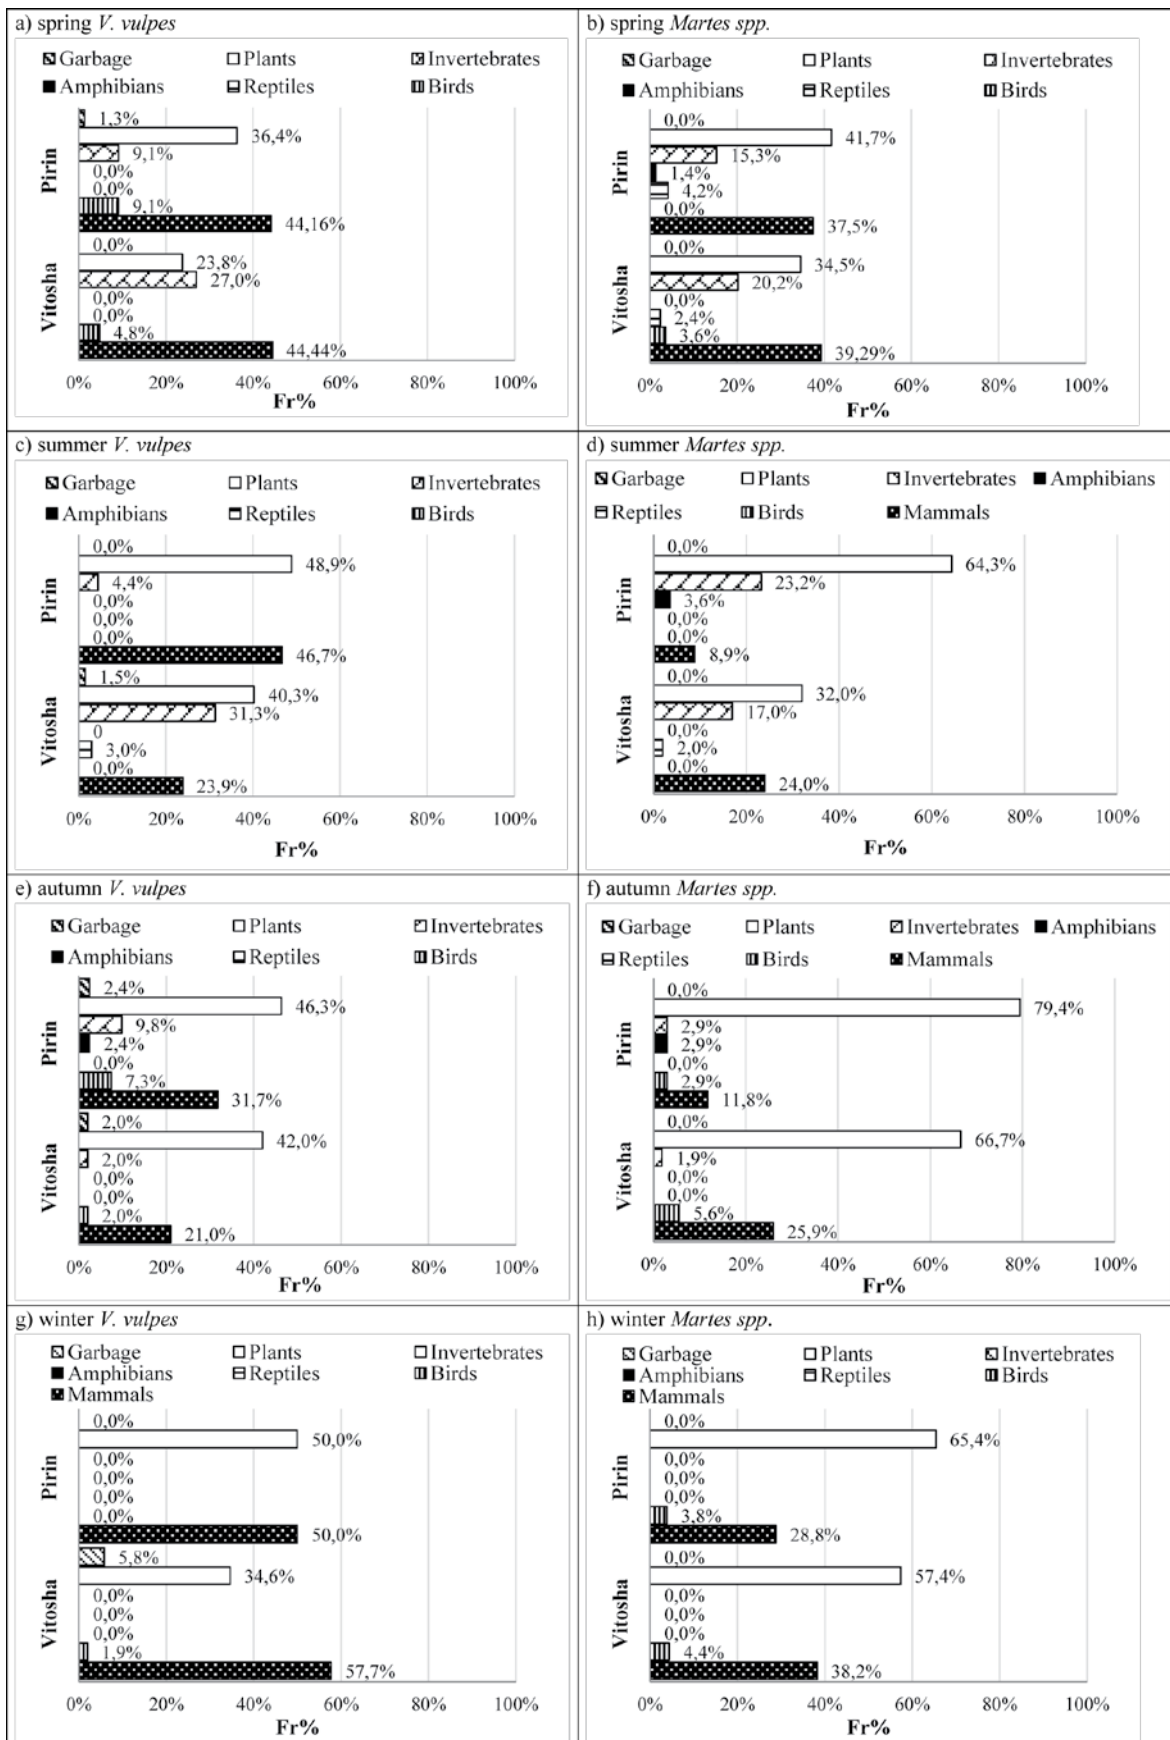 a) spring V. vulpes
Garbage Plants Invertebrates
Amphibians Reptiles Birds
Pirin
1,3%
36,4%
9,1%
0,0%
0,0%
9,1%
44,16%
Vitosha
0,0%
23,8%
27,0%
0,0%
0,0%
4,8%
44,44%
0% 20% 40% 60% 80% 100%
Fr%
b) spring Martes spp.
Garbage Plants Invertebrates
Amphibians Reptiles Birds
Pirin
0,0%
41,7%
15,3%
1,4%
4,2%
0,0%
37,5%
Vitosha
0,0%
34,5%
20,2%
0,0%
2,4%
3,6%
39,29%
0% 20% 40% 60% 80% 100%
Fr%
c) summer V. vulpes
Garbage Plants Invertebrates
Amphibians Reptiles Birds
Pirin
0,0%
48,9%
4,4%
0,0%
0,0%
0,0%
46,7%
Vitosha
1,5%
40,3%
31,3%
0
3,0%
0,0%
23,9%
0% 20% 40% 60% 80% 100%
Fr%
d) summer Martes spp.
Garbage Plants Invertebrates Amphibians
Reptiles Birds Mammals
Pirin
0,0%
64,3%
23,2%
3,6%
0,0%
0,0%
8,9%
Vitosha
0,0%
32,0%
17,0%
0,0%
2,0%
0,0%
24,0%
0% 20% 40% 60% 80% 100%
Fr%
e) autumn V. vulpes
Garbage Plants Invertebrates
Amphibians Reptiles Birds
Pirin
2,4%
46,3%
9,8%
2,4%
0,0%
7,3%
31,7%
Vitosha
2,0%
42,0%
2,0%
0,0%
0,0%
2,0%
21,0%
0% 20% 40% 60% 80% 100%
Fr%
f) autumn Martes spp.
Garbage Plants Invertebrates Amphibians
Reptiles Birds Mammals
Pirin
0,0%
79,4%
2,9%
2,9%
0,0%
2,9%
11,8%
Vitosha
0,0%
66,7%
1,9%
0,0%
0,0%
5,6%
25,9%
0% 20% 40% 60% 80% 100%
Fr%
g) winter V. vulpes
Garbage Plants Invertebrates
Amphibians Reptiles Birds
Mammals
Pirin
0,0%
50,0%
0,0%
0,0%
0,0%
0,0%
50,0%
Vitosha
5,8%
34,6%
0,0%
0,0%
0,0%
1,9%
57,7%
0% 20% 40% 60% 80% 100%
Fr%
h) winter Martes spp.
Garbage Plants Invertebrates
Amphibians Reptiles Birds
Mammals
Pirin
0,0%
65,4%
0,0%
0,0%
0,0%
3,8%
28,8%
Vitosha
0,0%
57,4%
0,0%
0,0%
0,0%
4,4%
38,2%
0% 20% 40% 60% 80% 100%
Fr%